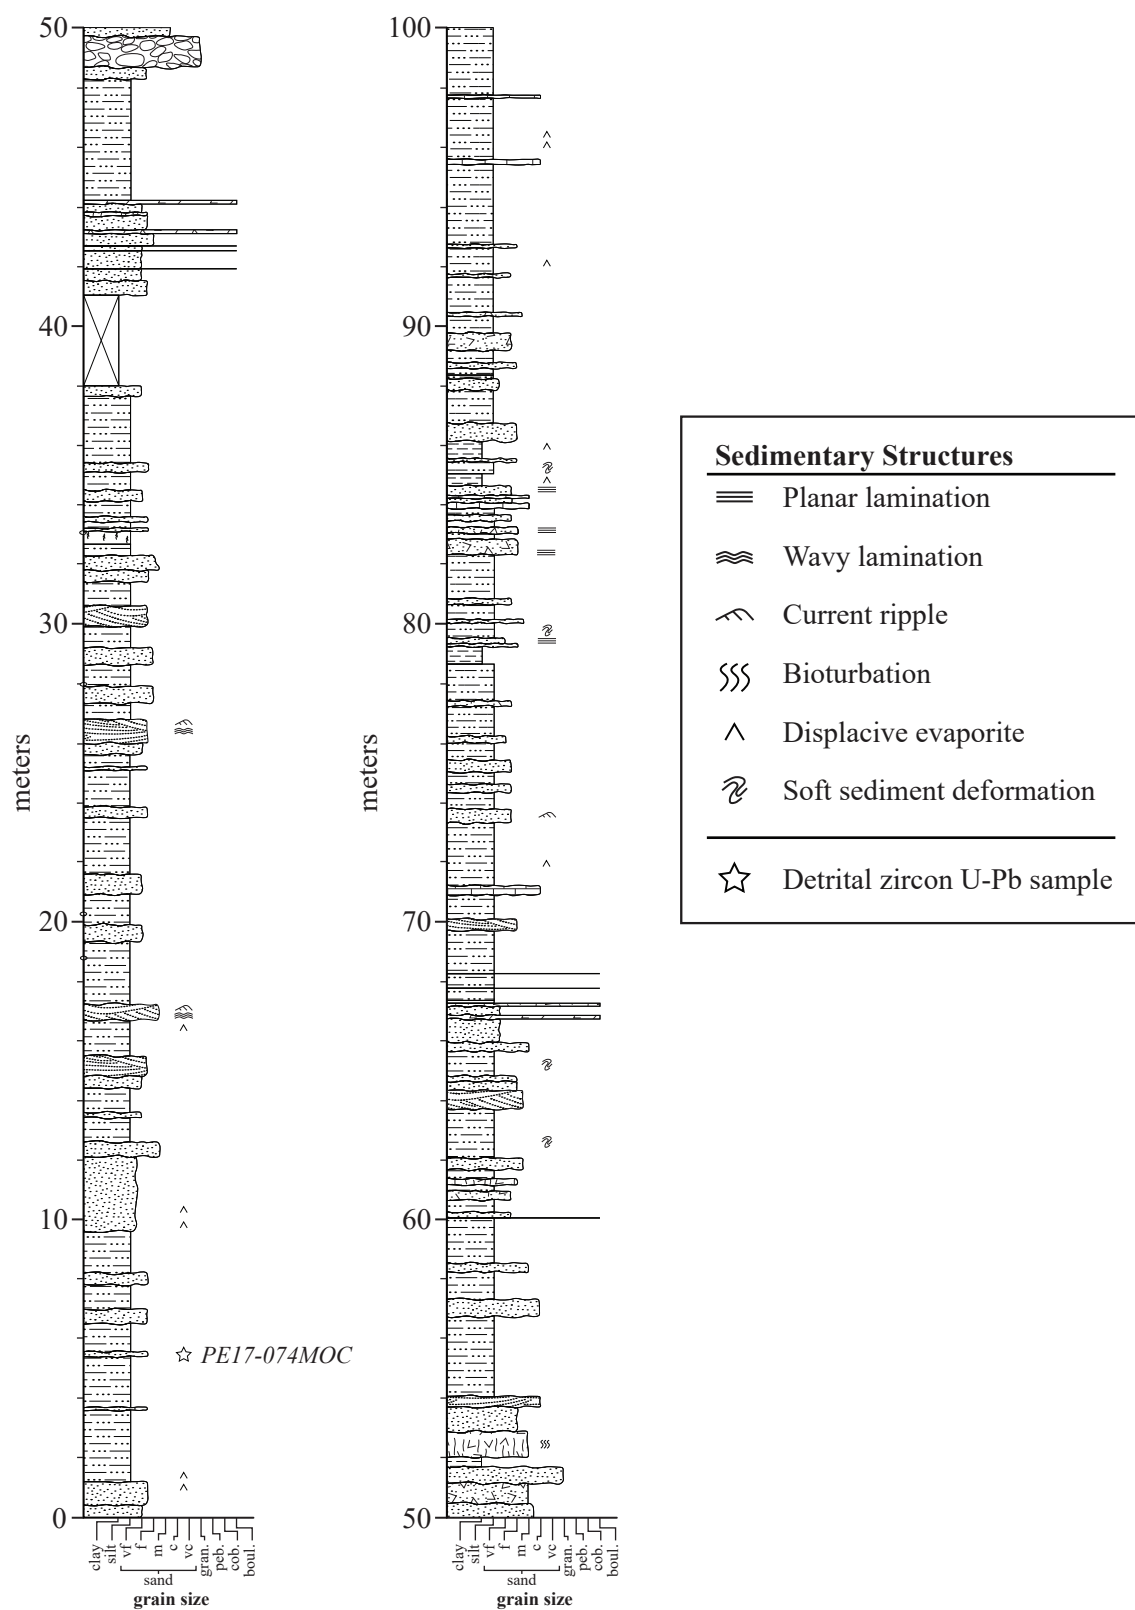 50
40
30
20
10
0
meters
PE17-074MOC
clay
silt
vf
f
m
c
vc
gran.
peb.
cob.
boul.
sand
grain size
100
90
80
70
60
50
meters
clay
silt
vf
f
m
c
vc
gran.
peb.
cob.
boul.
sand
grain size
Sedimentary Structures
Planar lamination
Wavy lamination
Current ripple
Bioturbation
Displacive evaporite
Soft sediment deformation
Detrital zircon U-Pb sample